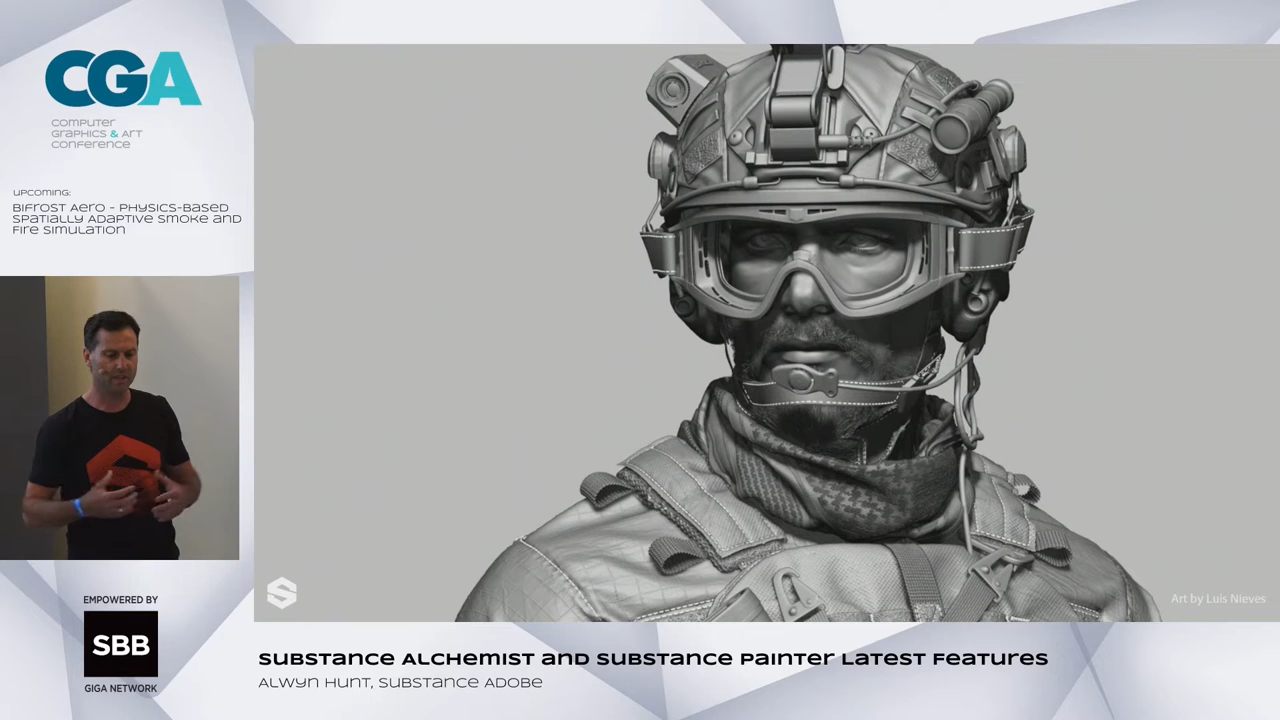 CGA
COMPUTER
GRAPHICS & ART
CONFERENCE
UPCOMING:
BIFROST AERO - PHYSICS-BASED
SPATIALLY ADAPTIVE SMOKE AND
FIRE SIMULATION
EMPOWERED BY
SBB
GIGA NETWORK
Art by Luis Nieves
SUBSTANCE ALCHEMIST AND SUBSTANCE PAINTER LATEST FEATURES
ALWYN HUNT, SUBSTANCE ADOBE